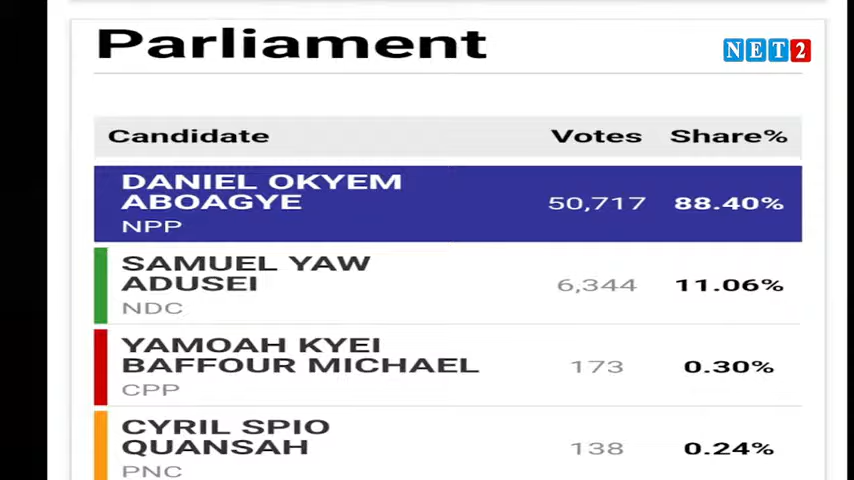 Parliament
NET2
Candidate Votes Share%
DANIEL OKYEM
ABOAGYE
NPP
50,717 88.40%
SAMUEL YAW
ADUSEI
NDC
6,344 11.06%
YAMOAH KYEI
BAFFOUR MICHAEL
CPP
173 0.30%
CYRIL SPIO
QUANSAH
PNC
138 0.24%